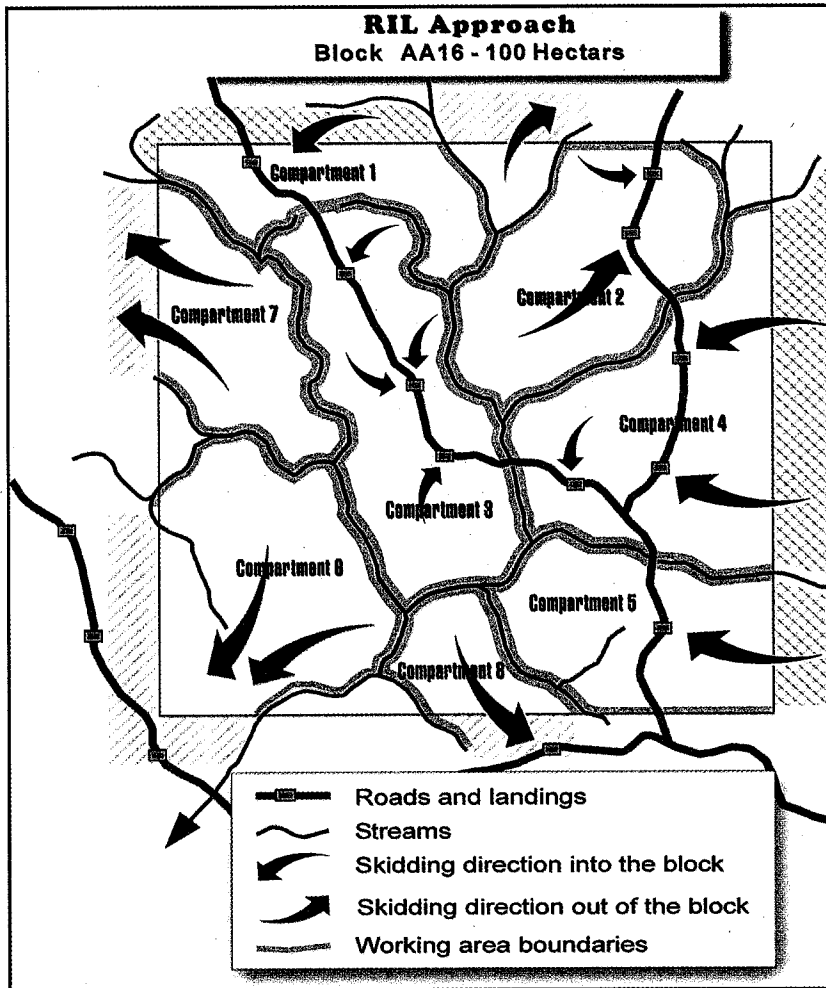 RIL Approach
Block AA16 - 100 Hectars
Compartment 1
Compartment 2
Compartment 7
Compartment 4
Compartment 3
Compartment 6
Compartment 5
Compartment 8
Roads and landings
Streams
Skidding direction into the block
Skidding direction out of the block
Working area boundaries